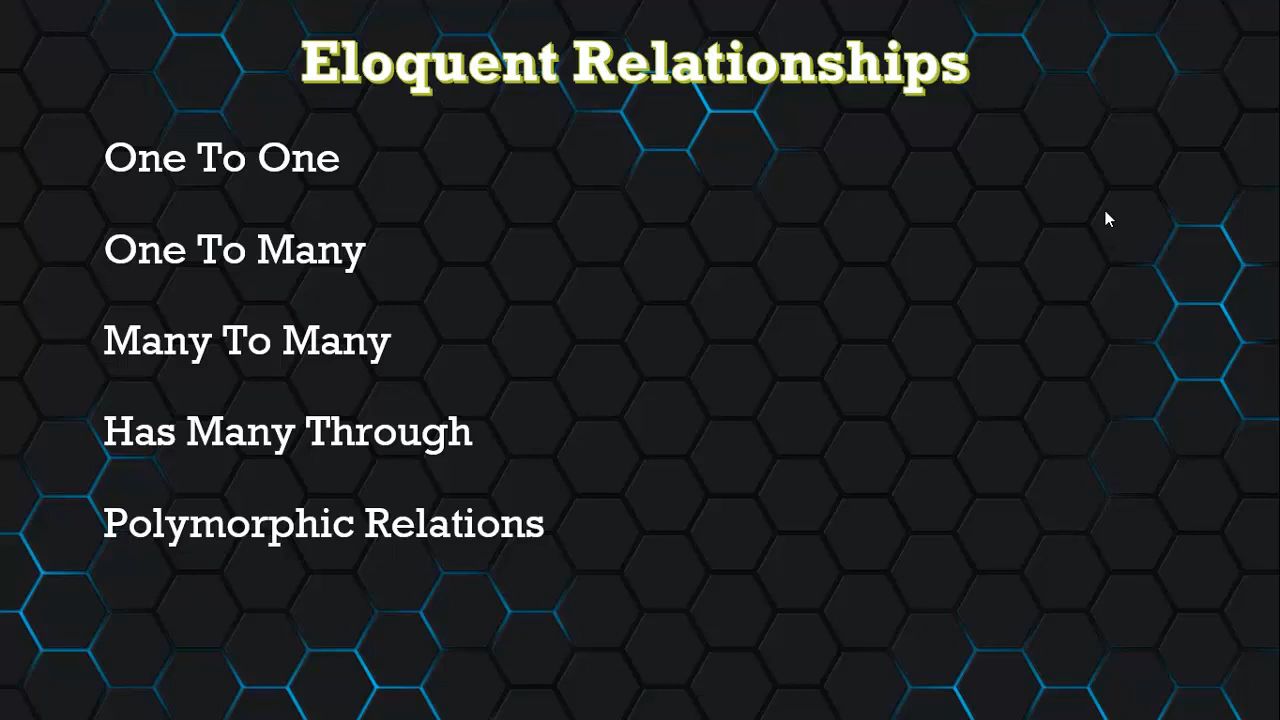 Eloquent Relationships
One To One
One To Many
Many To Many
Has Many Through
Polymorphic Relations